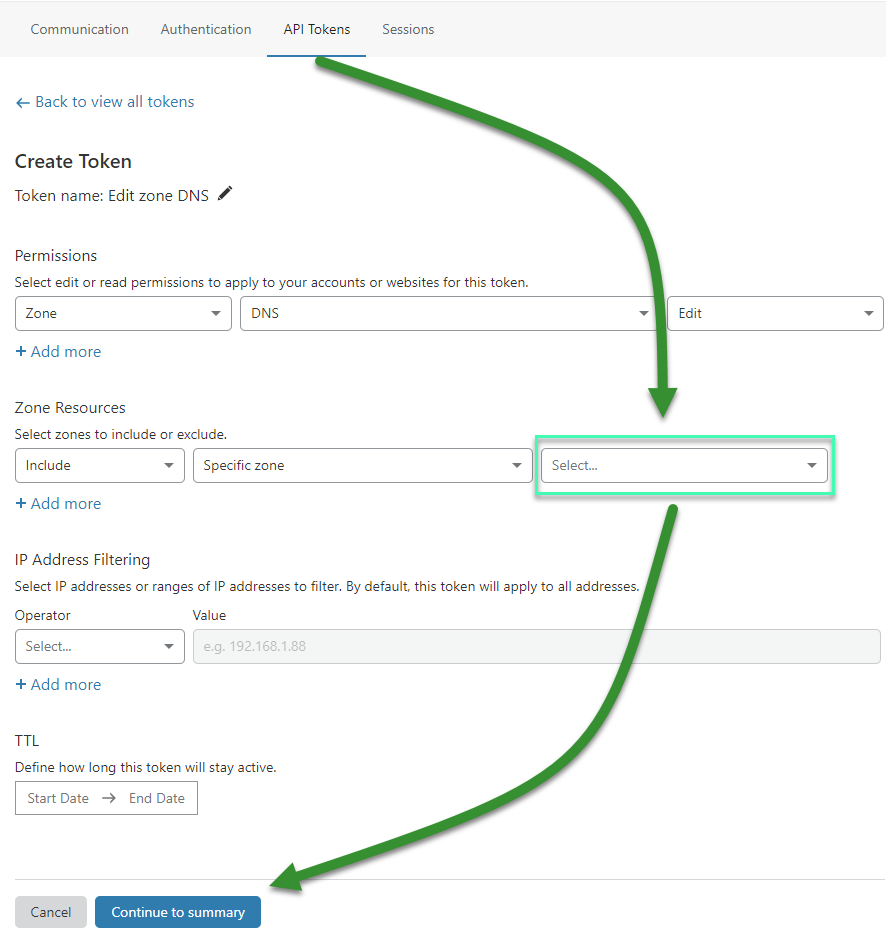 Communication Authentication API Tokens Sessions
← Back to view all tokens
Create Token
Token name: Edit zone DNS
Permissions
Select edit or read permissions to apply to your accounts or websites for this token.
Zone DNS Edit
+ Add more
Zone Resources
Select zones to include or exclude.
Include Specific zone Select...
+ Add more
IP Address Filtering
Select IP addresses or ranges of IP addresses to filter. By default, this token will apply to all addresses.
Operator Value
Select... e.g. 192.168.1.88
+ Add more
TTL
Define how long this token will stay active.
Start Date → End Date
Cancel Continue to summary